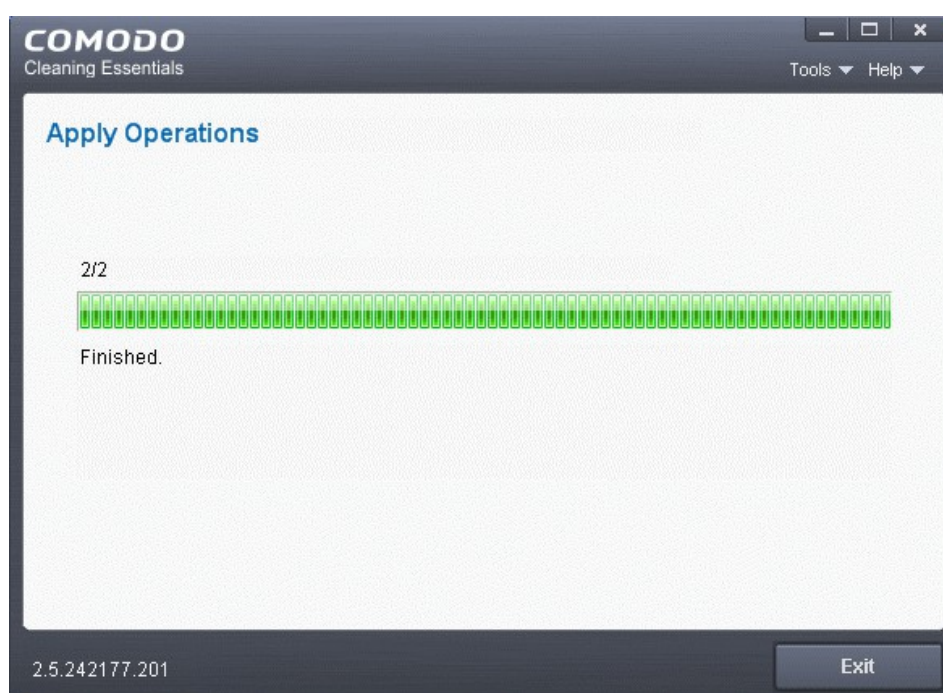 COMODO
Cleaning Essentials
Tools Help
Apply Operations
2/2
Finished.
2.5.242177.201
Exit